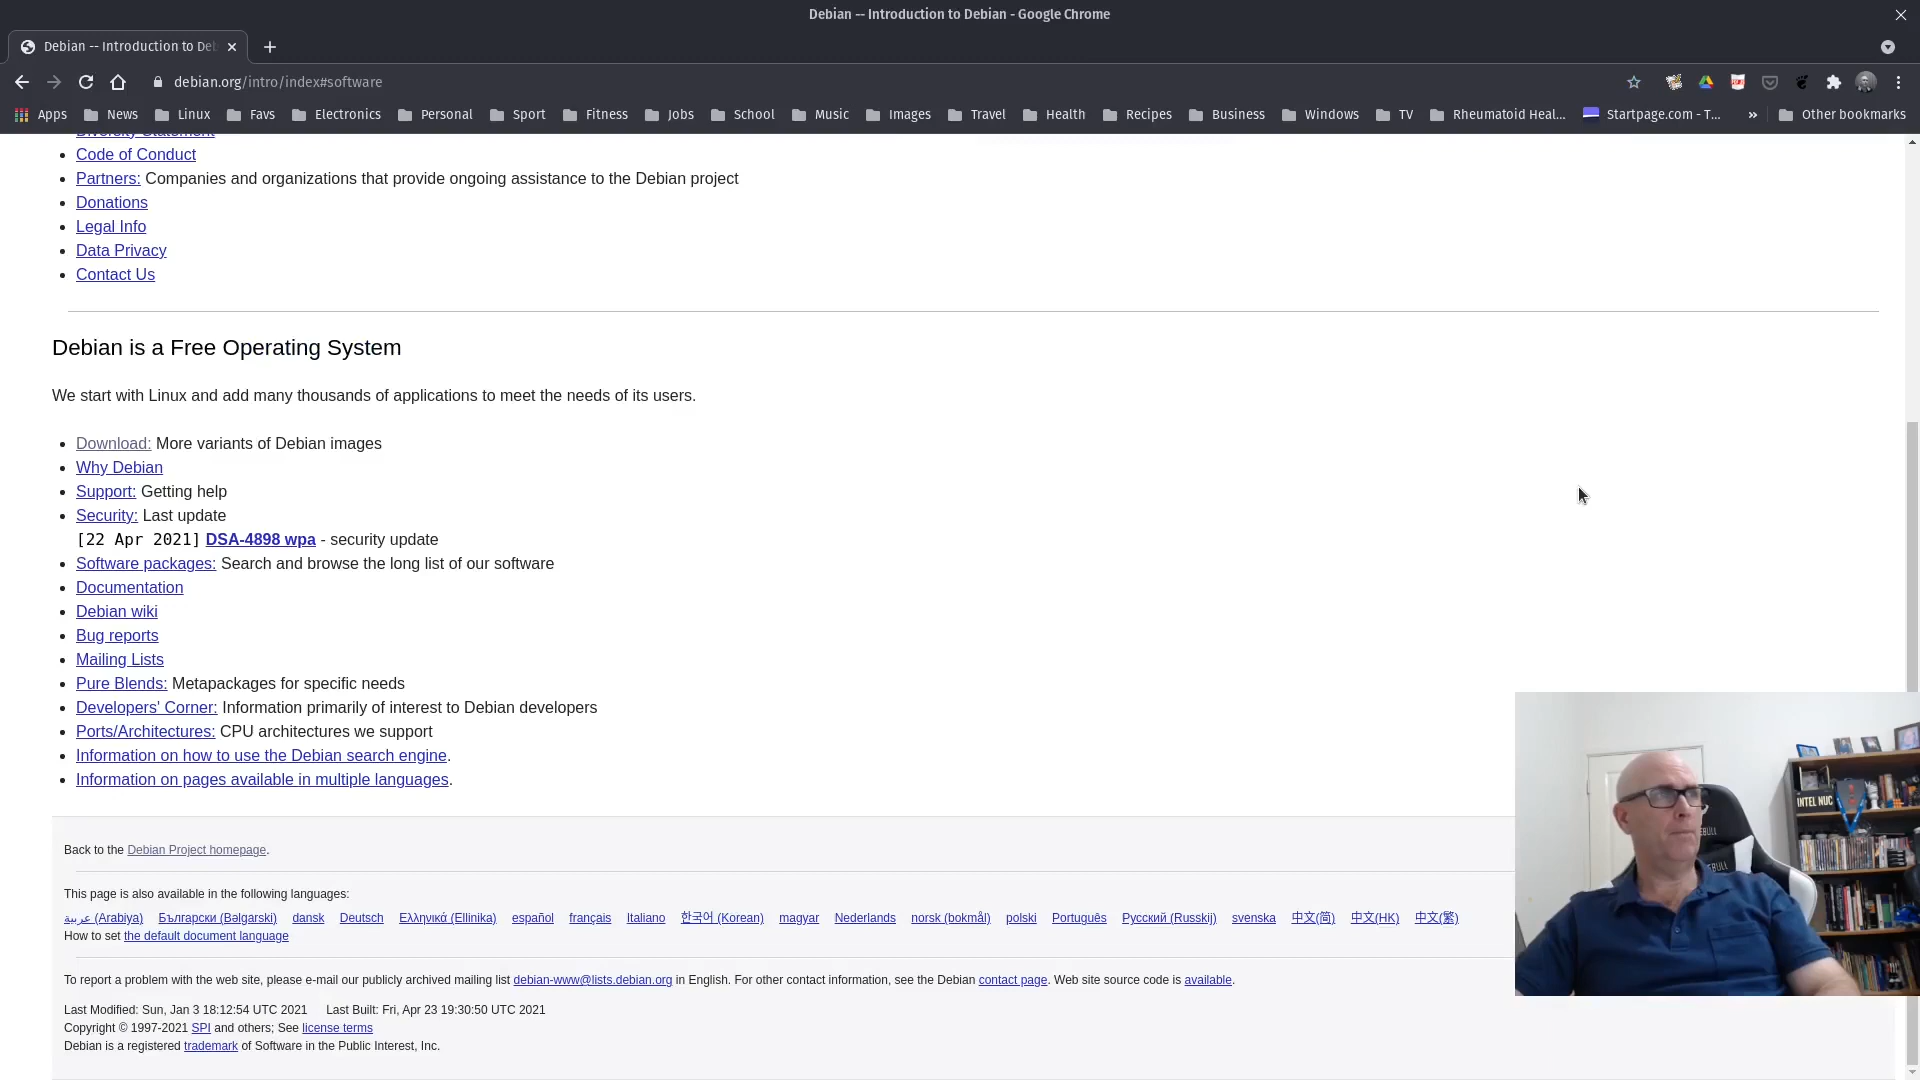 Debian -- Introduction to Debian - Google Chrome
Debian -- Introduction to Deb
debian.org/intro/index#software
Apps News Linux Favs Electronics Personal Sport Fitness Jobs School Music Images Travel Health Recipes Business Windows TV Rheumatoid Heal... Startpage.com - T... » Other bookmarks
Diversity Statement
Code of Conduct
Partners: Companies and organizations that provide ongoing assistance to the Debian project
Donations
Legal Info
Data Privacy
Contact Us
Debian is a Free Operating System
We start with Linux and add many thousands of applications to meet the needs of its users.
Download: More variants of Debian images
Why Debian
Support: Getting help
Security: Last update
[22 Apr 2021] DSA-4898 wpa - security update
Software packages: Search and browse the long list of our software
Documentation
Debian wiki
Bug reports
Mailing Lists
Pure Blends: Metapackages for specific needs
Developers' Corner: Information primarily of interest to Debian developers
Ports/Architectures: CPU architectures we support
Information on how to use the Debian search engine.
Information on pages available in multiple languages.
INTEL NUC
Back to the Debian Project homepage.
This page is also available in the following languages:
عربية (Arabiya) Български (Bəlgarski) dansk Deutsch Ελληνικά (Ellinika) español français Italiano 한국어 (Korean) magyar Nederlands norsk (bokmål) polski Português Русский (Russkij) svenska 中文(简) 中文(HK) 中文(繁)
How to set the default document language
To report a problem with the web site, please e-mail our publicly archived mailing list debian-www@lists.debian.org in English. For other contact information, see the Debian contact page. Web site source code is available.
Last Modified: Sun, Jan 3 18:12:54 UTC 2021 Last Built: Fri, Apr 23 19:30:50 UTC 2021
Copyright © 1997-2021 SPI and others; See license terms
Debian is a registered trademark of Software in the Public Interest, Inc.